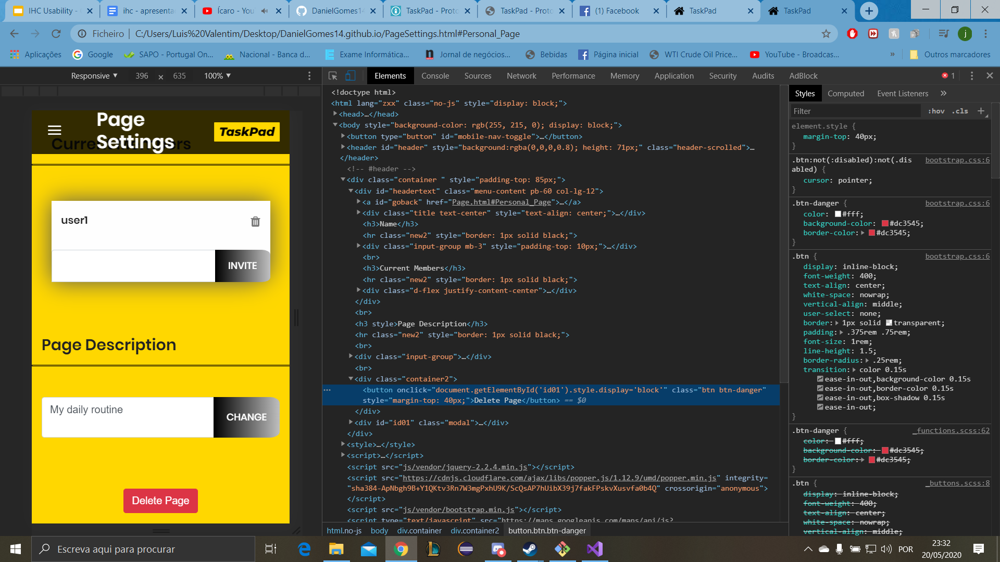 IHC Usability -
ihc - apresenta
Ícaro - You
DanielGomes14
TaskPad - Proto
TaskPad - Proto
(1) Facebook
TaskPad
TaskPad
Ficheiro | C:/Users/Luis%20Valentim/Desktop/DanielGomes14.github.io/PageSettings.html#Personal_Page
j
Aplicações
Google
SAPO - Portugal On...
Nacional - Banca d...
Exame Informática...
Jornal de negócios...
Bebidas
Página inicial
WTI Crude Oil Price...
YouTube - Broadcas...
»
Outros marcadores
Responsive ▼ 396 × 635 100% ▼
Page
Settings
TaskPad
Current Members
user1
INVITE
Page Description
My daily routine
CHANGE
Delete Page
Elements Console Sources Network Performance Memory Application Security Audits AdBlock 1
<!doctype html>
<html lang="zxx" class="no-js" style="display: block;">
<head>…</head>
<body style="background-color: rgb(255, 215, 0); display: block;">
<button type="button" id="mobile-nav-toggle">…</button>
<header id="header" style="background:rgba(0,0,0,0.8); height: 71px;" class="header-scrolled">…
</header>
<!-- #header -->
<div class="container " style="padding-top: 85px;">
<div id="headertext" class="menu-content pb-60 col-lg-12">
<a id="goback" href="Page.html#Personal_Page">…</a>
<div class="title text-center" style="text-align: center;">…</div>
<h3>Name</h3>
<hr class="new2" style="border: 1px solid black;">
<div class="input-group mb-3" style="padding-top: 10px;">…</div>
<br>
<h3>Current Members</h3>
<hr class="new2" style="border: 1px solid black;">
<div class="d-flex justify-content-center">…</div>
</div>
<br>
<h3 style>Page Description</h3>
<hr class="new2" style="border: 1px solid black;">
<br>
<div class="input-group">…</div>
<br>
<div class="container2">
<button onclick="document.getElementById('id01').style.display='block'" class="btn btn-danger"
style="margin-top: 40px;">Delete Page</button> == $0
</div>
<div id="id01" class="modal">…</div>
</div>
<style>…</style>
<script>…</script>
<script src="js/vendor/jquery-2.2.4.min.js"></script>
<script src="https://cdnjs.cloudflare.com/ajax/libs/popper.js/1.12.9/umd/popper.min.js" integrity=
"sha384-ApNbgh9B+Y1QKtv3Rn7W3mgPxhU9K/ScQsAP7hUibX39j7fakFPskvXusvfa0b4Q" crossorigin="anonymous">
</script>
<script src="js/vendor/bootstrap.min.js"></script>
<script type="text/javascript" src="https://maps.googleapis.com/maps/api/js?
html.no-js body div.container div.container2 button.btn.btn-danger
Styles Computed Event Listeners »
Filter :hov .cls +
element.style {
margin-top: 40px;
}
.btn:not(:disabled):not(.dis bootstrap.css:6
abled) {
cursor: pointer;
}
.btn-danger { bootstrap.css:6
color: #fff;
background-color: #dc3545;
border-color: #dc3545;
}
.btn { bootstrap.css:6
display: inline-block;
font-weight: 400;
text-align: center;
white-space: nowrap;
vertical-align: middle;
user-select: none;
border: 1px solid transparent;
padding: .375rem .75rem;
font-size: 1rem;
line-height: 1.5;
border-radius: .25rem;
transition: color 0.15s
ease-in-out,background-color 0.15s
ease-in-out,border-color 0.15s
ease-in-out,box-shadow 0.15s
ease-in-out;
}
.btn-danger { _functions.scss:62
color: #fff;
background-color: #dc3545;
border-color: #dc3545;
}
.btn { _buttons.scss:8
display: inline-block;
font-weight: 400;
text-align: center;
white-space: nowrap;
vertical-align: middle;
Escreva aqui para procurar
POR
23:32
20/05/2020